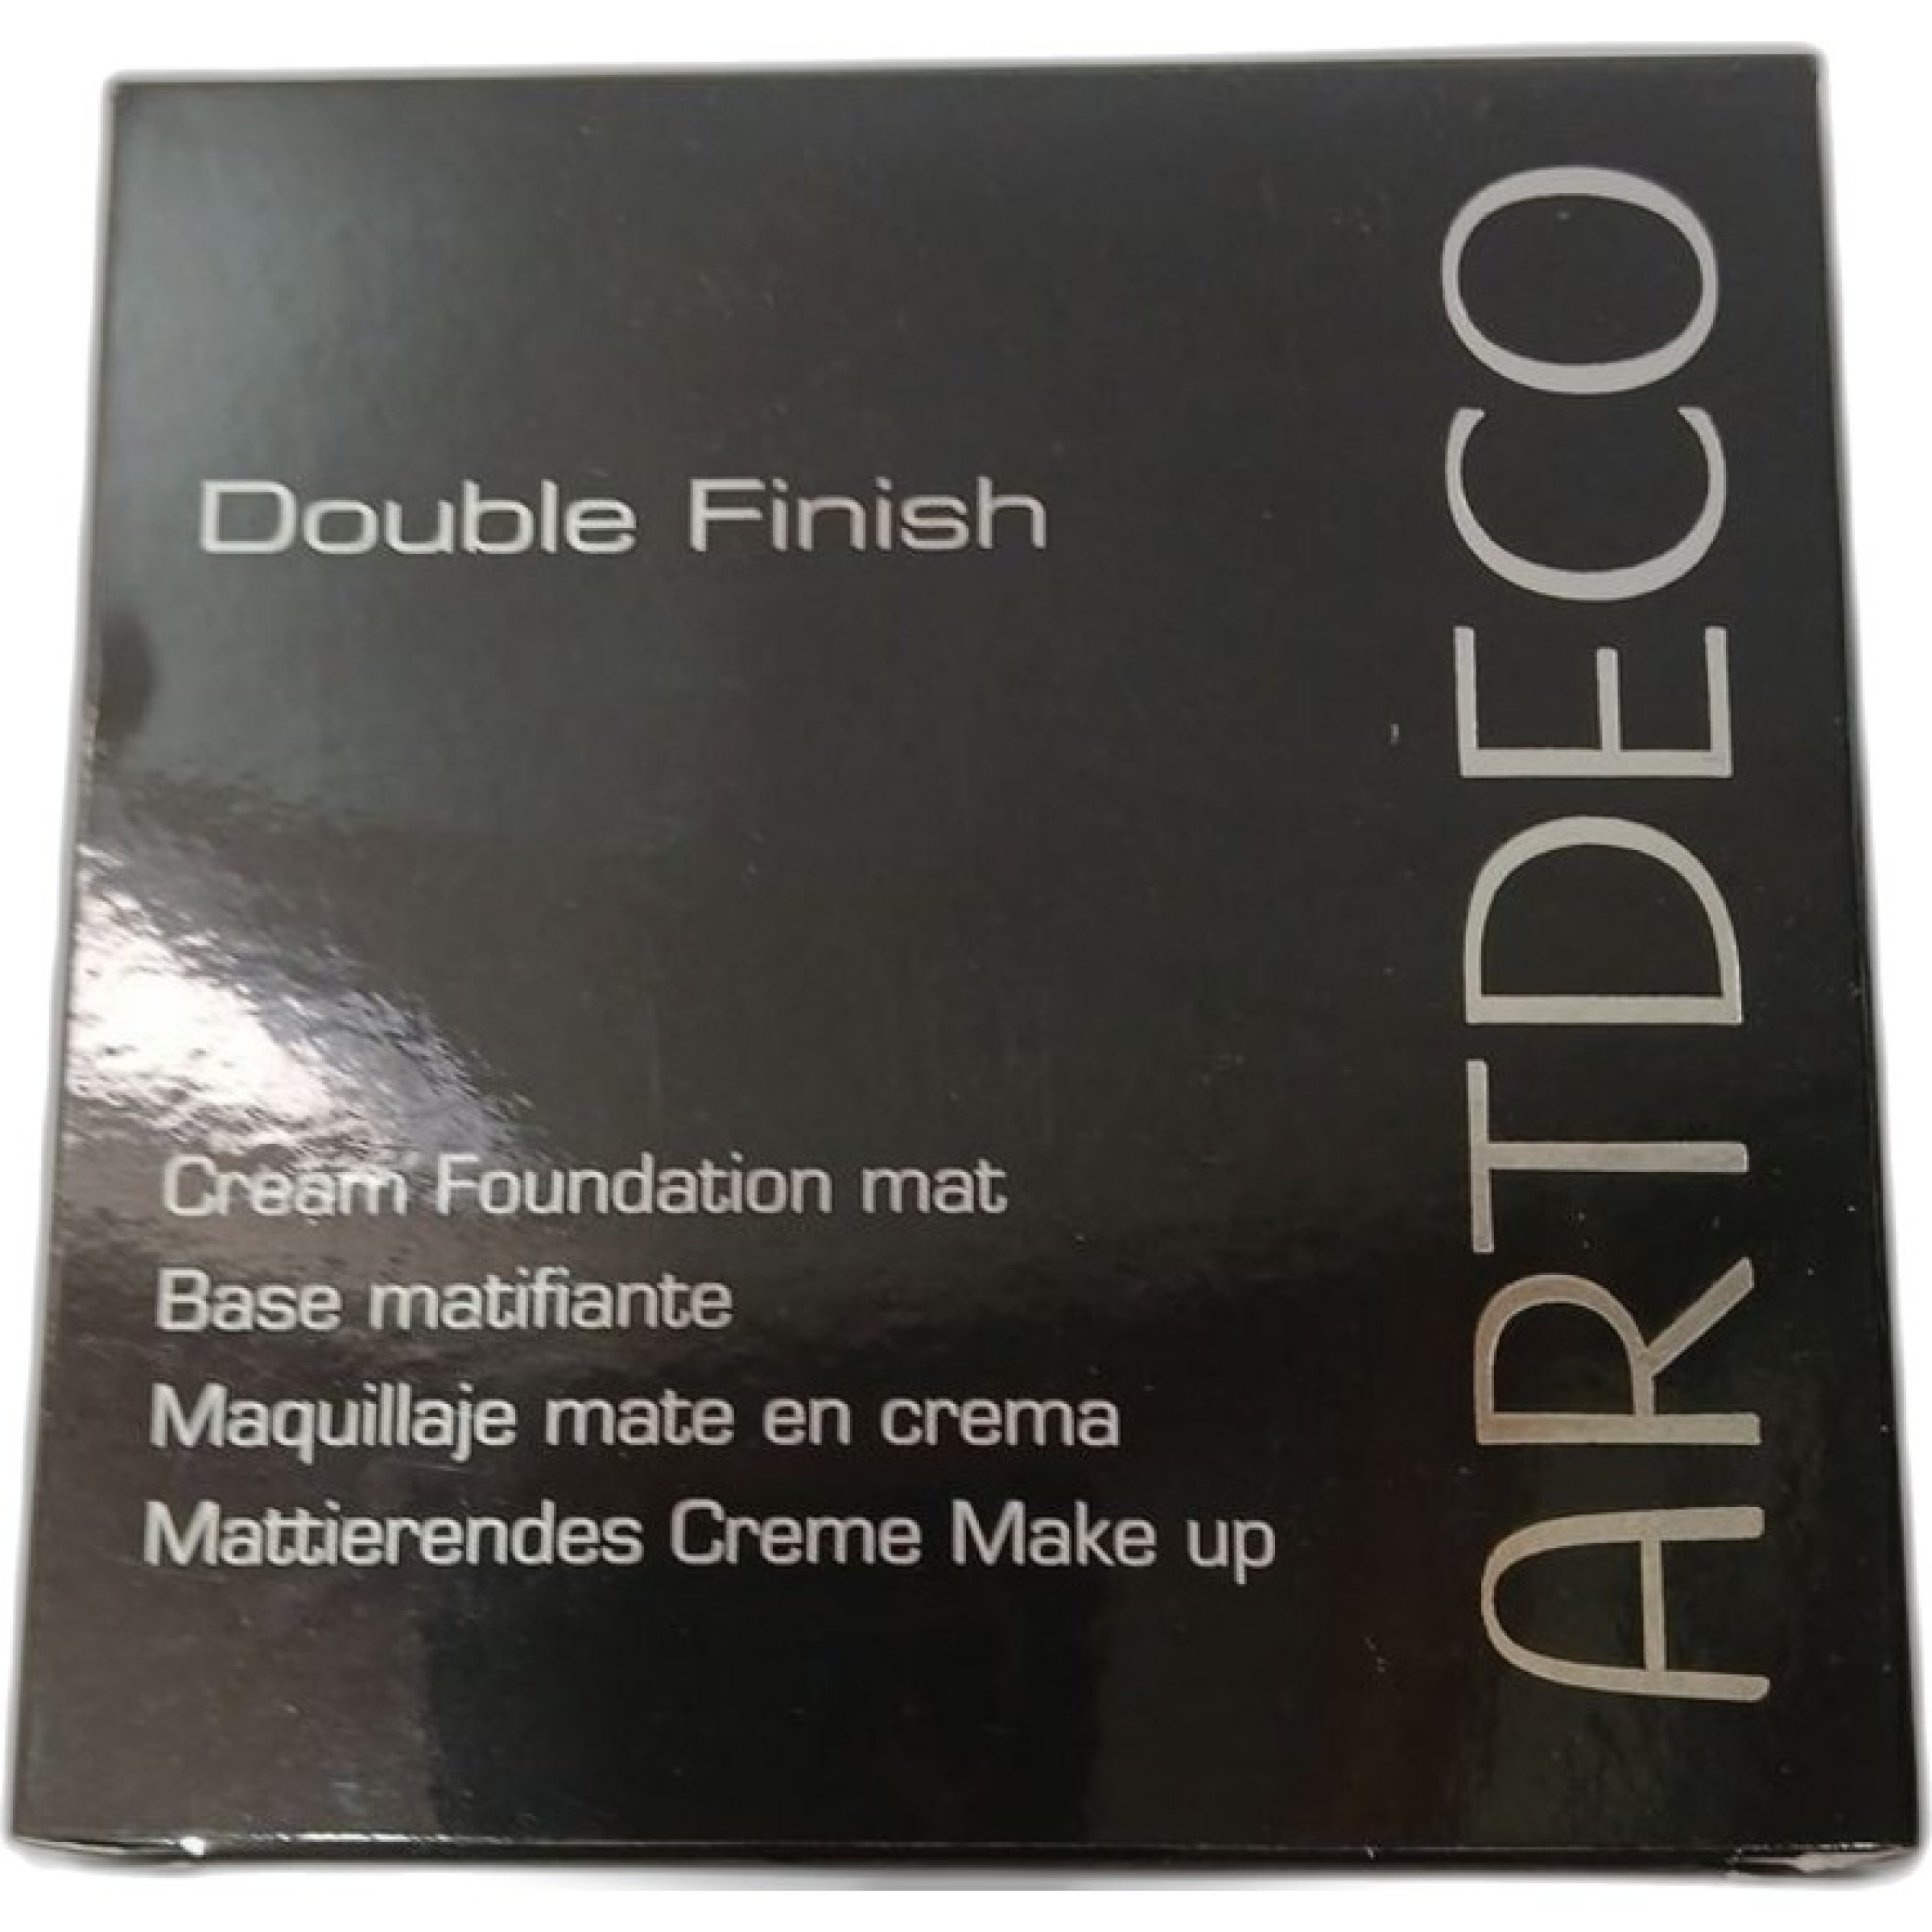 Double Finish
Cream Foundation mat
Base matifiante
Maquillaje mate en crema
Mattierendes Creme Make up
ARTDECO